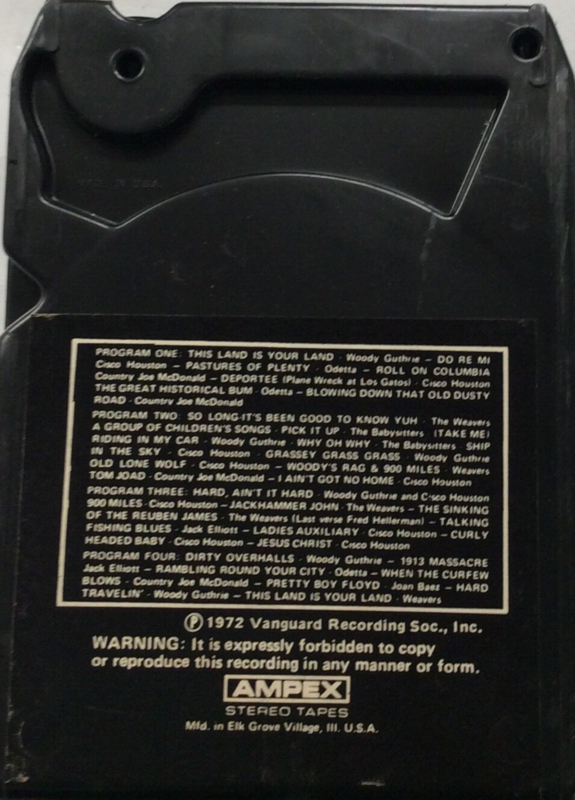 PROGRAM ONE: THIS LAND IS YOUR LAND · Woody Guthrie – DO RE MI
Cisco Houston – PASTURES OF PLENTY · Odetta – ROLL ON COLUMBIA
Country Joe McDonald – DEPORTEE (Plane Wreck at Los Gatos) · Cisco Houston
THE GREAT HISTORICAL BUM · Odetta – BLOWING DOWN THAT OLD DUSTY
ROAD · Country Joe McDonald
PROGRAM TWO: SO LONG-IT'S BEEN GOOD TO KNOW YUH · The Weavers
A GROUP OF CHILDREN'S SONGS · PICK IT UP · The Babysitters (TAKE ME)
RIDING IN MY CAR · Woody Guthrie · WHY OH WHY · The Babysitters SHIP
IN THE SKY · Cisco Houston · GRASSEY GRASS GRASS · Woody Guthrie
OLD LONE WOLF · Cisco Houston – WOODY'S RAG & 900 MILES · Weavers
TOM JOAD · Country Joe McDonald – I AIN'T GOT NO HOME · Cisco Houston
PROGRAM THREE: HARD, AIN'T IT HARD · Woody Guthrie and Cisco Houston
900 MILES · Cisco Houston – JACKHAMMER JOHN · The Weavers – THE SINKING
OF THE REUBEN JAMES · The Weavers (Last verse Fred Hellerman) – TALKING
FISHING BLUES · Jack Elliott – LADIES AUXILIARY · Cisco Houston – CURLY
HEADED BABY · Cisco Houston – JESUS CHRIST · Cisco Houston
PROGRAM FOUR: DIRTY OVERHALLS · Woody Guthrie – 1913 MASSACRE
Jack Elliott – RAMBLING ROUND YOUR CITY · Odetta – WHEN THE CURFEW
BLOWS · Country Joe McDonald – PRETTY BOY FLOYD · Joan Baez – HARD
TRAVELIN' · Woody Guthrie – THIS LAND IS YOUR LAND · Weavers
Ⓟ 1972 Vanguard Recording Soc., Inc.
WARNING: It is expressly forbidden to copy
or reproduce this recording in any manner or form.
AMPEX
STEREO TAPES
Mfd. in Elk Grove Village, Ill. U.S.A.